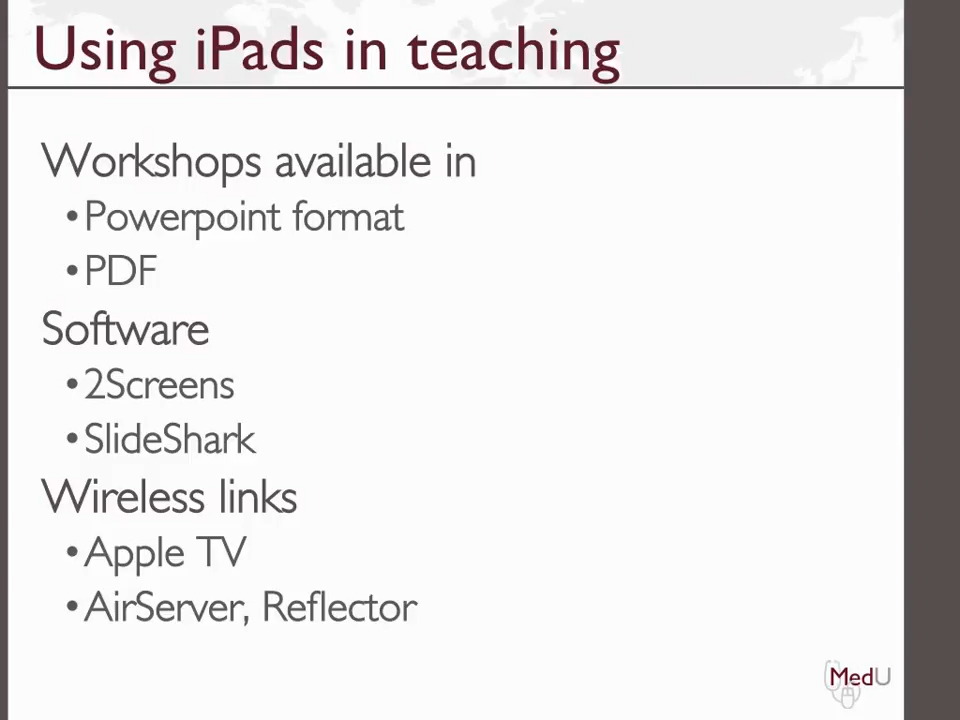 Using iPads in teaching
Workshops available in
•Powerpoint format
•PDF
Software
•2Screens
•SlideShark
Wireless links
•Apple TV
•AirServer, Reflector
MedU